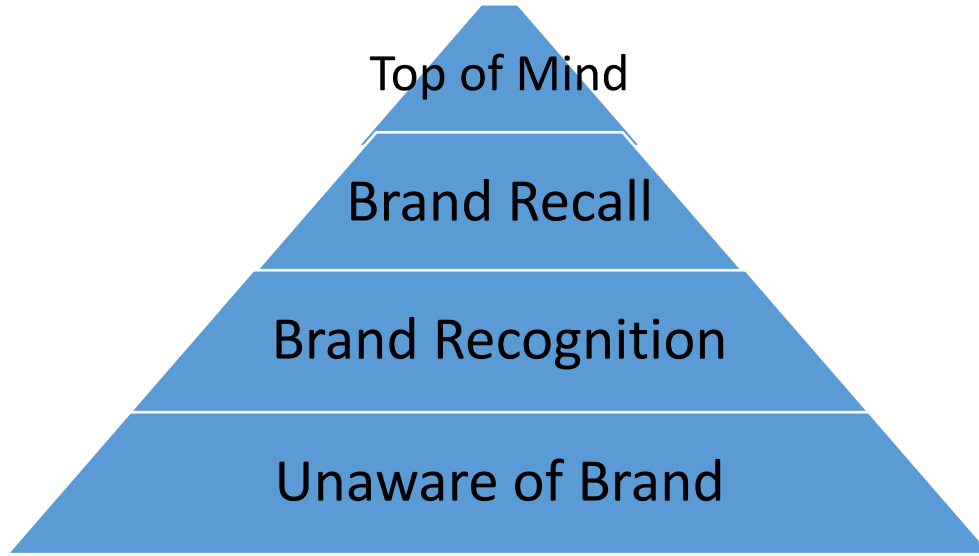 Top of Mind
Brand Recall
Brand Recognition
Unaware of Brand